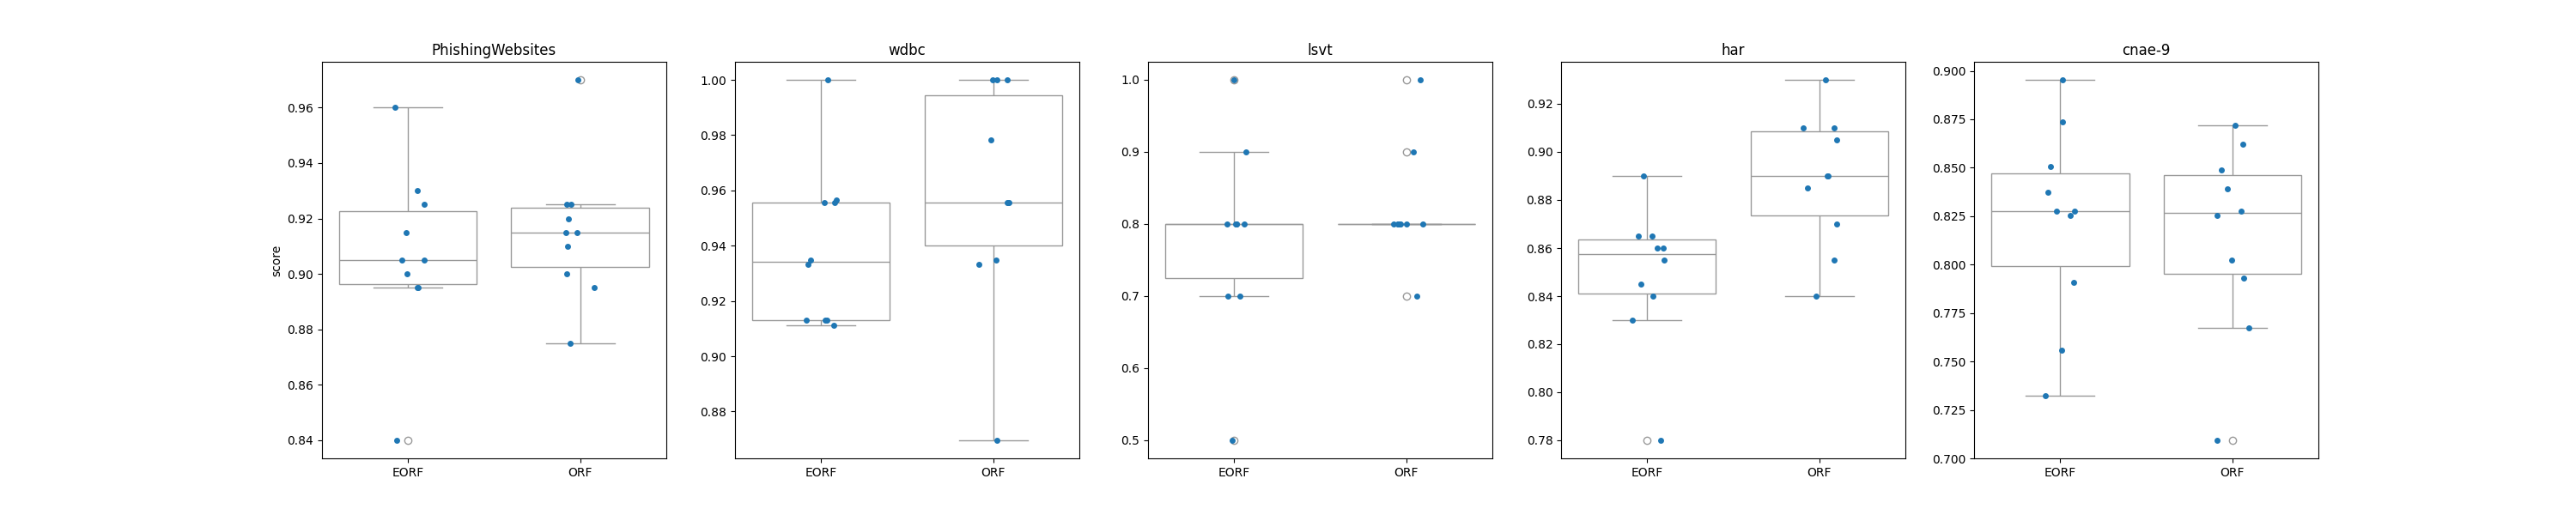 PhishingWebsites
score
0.96
0.94
0.92
0.90
0.88
0.86
0.84
EORF
ORF
wdbc
1.00
0.98
0.96
0.94
0.92
0.90
0.88
EORF
ORF
lsvt
1.0
0.9
0.8
0.7
0.6
0.5
EORF
ORF
har
0.92
0.90
0.88
0.86
0.84
0.82
0.80
0.78
EORF
ORF
cnae-9
0.900
0.875
0.850
0.825
0.800
0.775
0.750
0.725
0.700
EORF
ORF